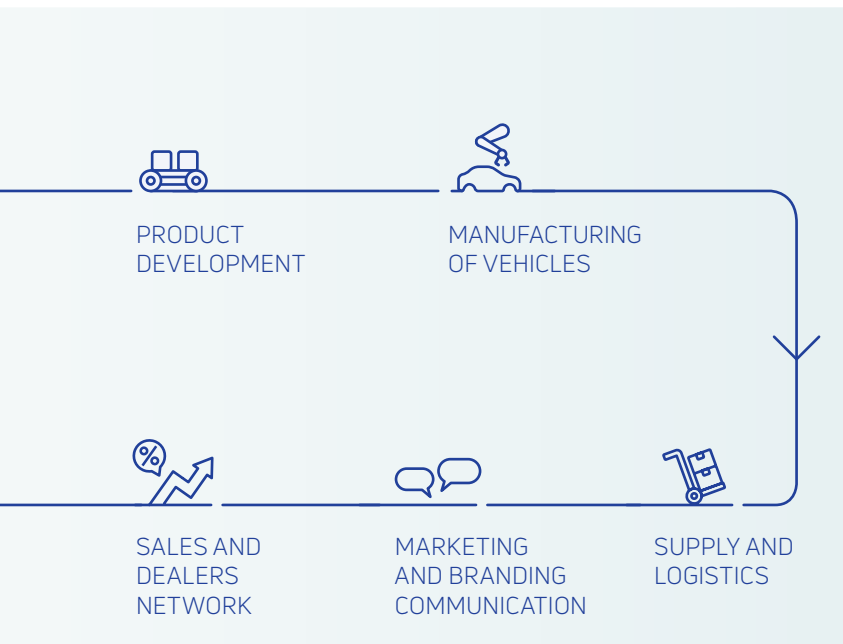 PRODUCT
DEVELOPMENT
MANUFACTURING
OF VEHICLES
%
SALES AND
DEALERS
NETWORK
MARKETING
AND BRANDING
COMMUNICATION
SUPPLY AND
LOGISTICS